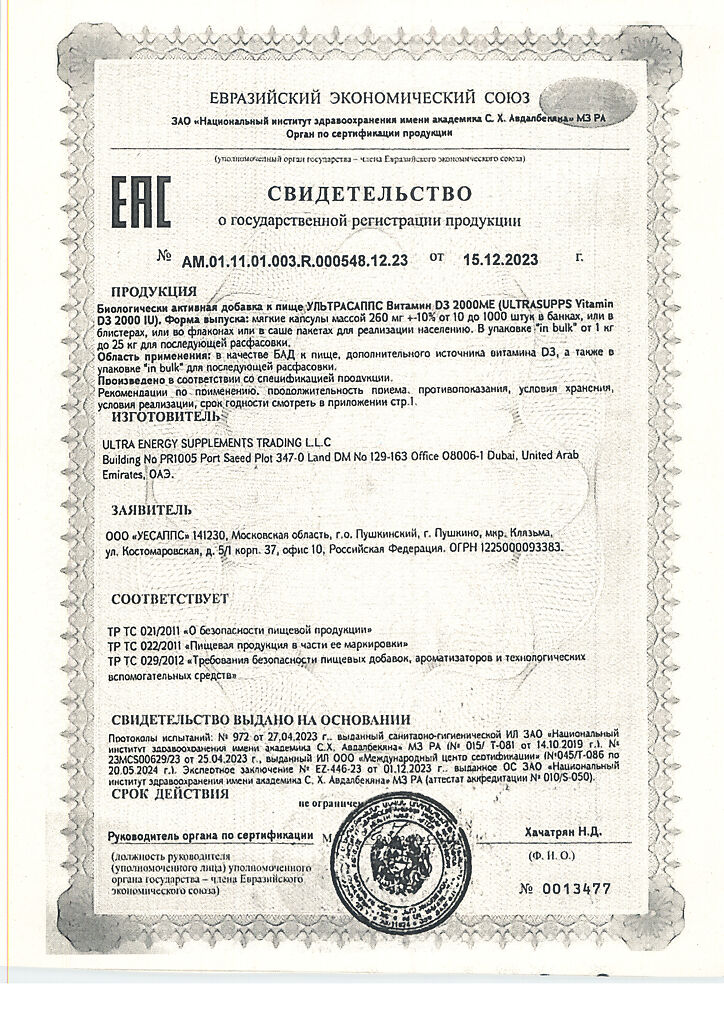 ЕВРАЗИЙСКИЙ ЭКОНОМИЧЕСКИЙ СОЮЗ
ЗАО «Национальный институт здравоохранения имени академика С. Х. Авдалбекяна» МЗ РА
Орган по сертификации продукции
(уполномоченный орган государства – члена Евразийского экономического союза)
EAC
СВИДЕТЕЛЬСТВО
о государственной регистрации продукции
№ AM.01.11.01.003.R.000548.12.23 от 15.12.2023 г.
ПРОДУКЦИЯ
Биологически активная добавка к пище УЛЬТРАСАППС Витамин D3 2000МЕ (ULTRASUPPS Vitamin
D3 2000 IU). Форма выпуска: мягкие капсулы массой 260 мг +-10% от 10 до 1000 штук в банках, или в
блистерах, или во флаконах или в саше пакетах для реализации населению. В упаковке "in bulk" от 1 кг
до 25 кг для последующей расфасовки.
Область применения: в качестве БАД к пище, дополнительного источника витамина D3, а также в
упаковке "in bulk" для последующей расфасовки.
Произведено в соответствии со спецификацией продукции.
Рекомендации по применению, продолжительность приема, противопоказания, условия хранения,
условия реализации, срок годности смотреть в приложении стр.1.
ИЗГОТОВИТЕЛЬ
ULTRA ENERGY SUPPLEMENTS TRADING L.L.C
Building No PR1005 Port Saeed Plot 347-0 Land DM No 129-163 Office O8006-1 Dubai, United Arab
Emirates, ОАЭ.
ЗАЯВИТЕЛЬ
ООО «УЕСАППС» 141230, Московская область, г.о. Пушкинский, г. Пушкино, мкр. Клязьма,
ул. Костомаровская, д. 5/1 корп. 37, офис 10, Российская Федерация. ОГРН 1225000093383.
СООТВЕТСТВУЕТ
ТР ТС 021/2011 «О безопасности пищевой продукции»
ТР ТС 022/2011 «Пищевая продукция в части ее маркировки»
ТР ТС 029/2012 «Требования безопасности пищевых добавок, ароматизаторов и технологических
вспомогательных средств»
СВИДЕТЕЛЬСТВО ВЫДАНО НА ОСНОВАНИИ
Протоколы испытаний: № 972 от 27.04.2023 г., выданный санитарно-гигиенической ИЛ ЗАО «Национальный
институт здравоохранения имени академика С.Х. Авдалбекяна» МЗ РА (№ 015/ Т-081 от 14.10.2019 г.). №
23MCS00629/23 от 25.04.2023 г., выданный ИЛ ООО «Международный центр сертификации» (№045/Т-086 по
20.05.2024 г.). Экспертное заключение № EZ-446-23 от 01.12.2023 г.. выданное ОС ЗАО «Национальный
институт здравоохранения имени академика С. Х. Авдалбекяна» МЗ РА (аттестат аккредитации № 010/S-050).
СРОК ДЕЙСТВИЯ
не ограничен
Руководитель органа по сертификации М Хачатрян Н.Д.
(должность руководителя (Ф. И. О.)
(уполномоченного лица) уполномоченного
органа государства – члена Евразийского
экономического союза)
№ 0013477